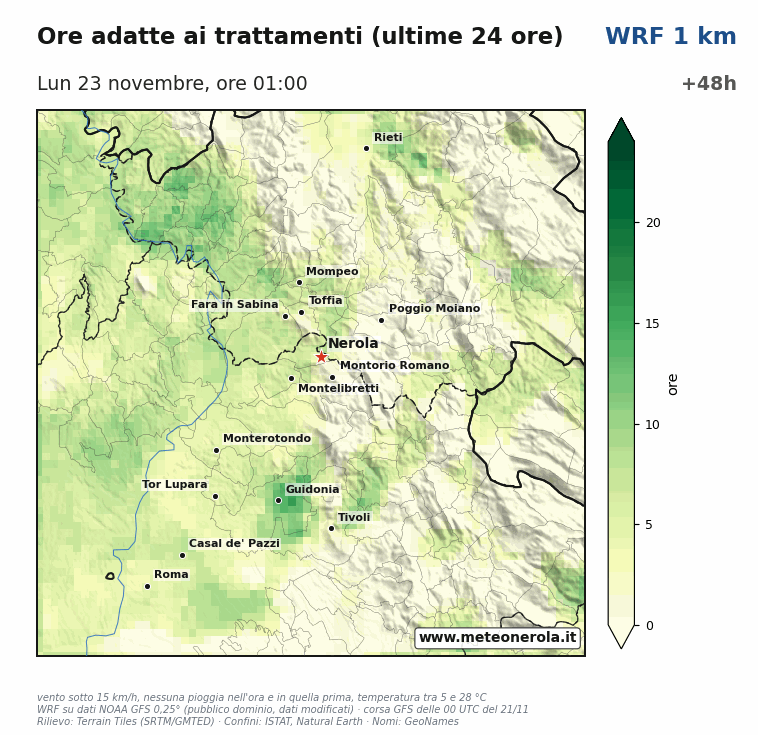 Ore adatte ai trattamenti (ultime 24 ore) WRF 1 km
Lun 23 novembre, ore 01:00 +48h
Rieti
Mompeo
Fara in Sabina
Toffia
Poggio Moiano
Nerola
Montorio Romano
Montelibretti
Monterotondo
Tor Lupara
Guidonia
Tivoli
Casal de' Pazzi
Roma
www.meteonerola.it
20
15
10
5
0
ore
vento sotto 15 km/h, nessuna pioggia nell'ora e in quella prima, temperatura tra 5 e 28 °C
WRF su dati NOAA GFS 0,25° (pubblico dominio, dati modificati) · corsa GFS delle 00 UTC del 21/11
Rilievo: Terrain Tiles (SRTM/GMTED) · Confini: ISTAT, Natural Earth · Nomi: GeoNames